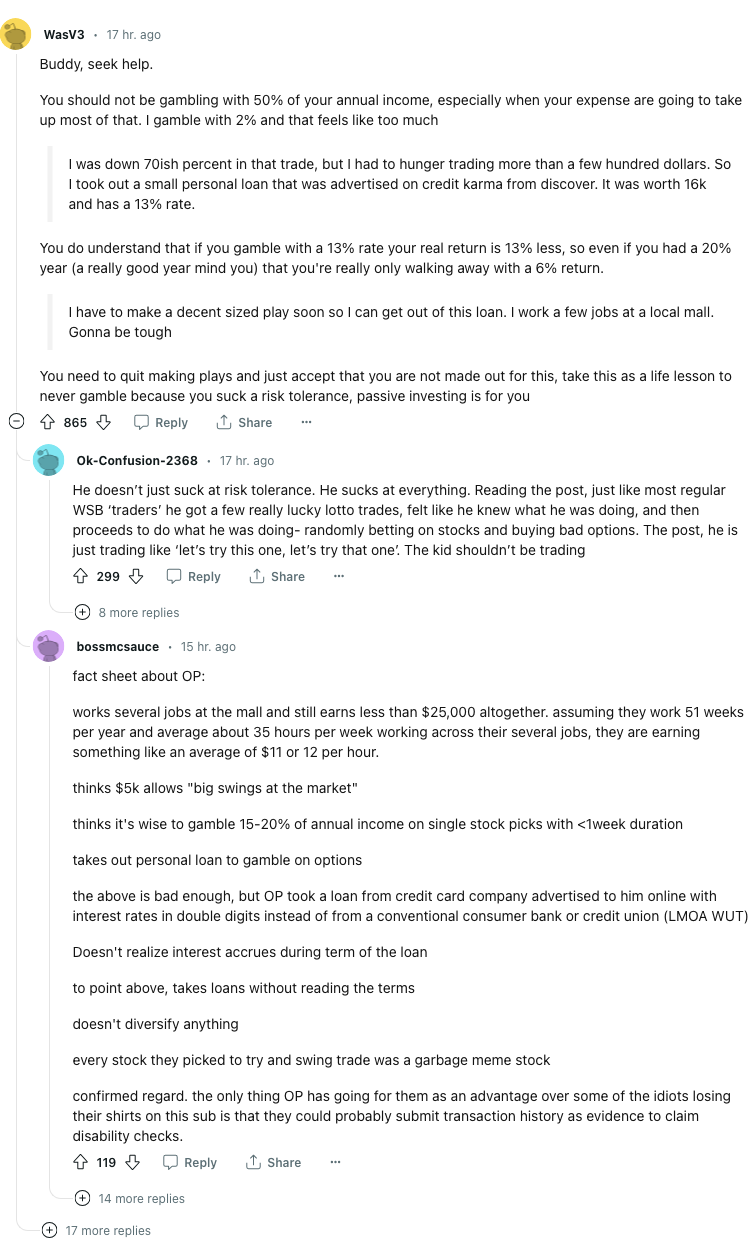 WasV3 • 17 hr. ago
Buddy, seek help.
You should not be gambling with 50% of your annual income, especially when your expense are going to take
up most of that. I gamble with 2% and that feels like too much
I was down 70ish percent in that trade, but I had to hunger trading more than a few hundred dollars. So
I took out a small personal loan that was advertised on credit karma from discover. It was worth 16k
and has a 13% rate.
You do understand that if you gamble with a 13% rate your real return is 13% less, so even if you had a 20%
year (a really good year mind you) that you're really only walking away with a 6% return.
I have to make a decent sized play soon so I can get out of this loan. I work a few jobs at a local mall.
Gonna be tough
You need to quit making plays and just accept that you are not made out for this, take this as a life lesson to
never gamble because you suck a risk tolerance, passive investing is for you
865 Reply Share ...
Ok-Confusion-2368 • 17 hr. ago
He doesn’t just suck at risk tolerance. He sucks at everything. Reading the post, just like most regular
WSB ‘traders’ he got a few really lucky lotto trades, felt like he knew what he was doing, and then
proceeds to do what he was doing- randomly betting on stocks and buying bad options. The post, he is
just trading like ‘let’s try this one, let’s try that one’. The kid shouldn’t be trading
299 Reply Share ...
8 more replies
bossmcsauce • 15 hr. ago
fact sheet about OP:
works several jobs at the mall and still earns less than $25,000 altogether. assuming they work 51 weeks
per year and average about 35 hours per week working across their several jobs, they are earning
something like an average of $11 or 12 per hour.
thinks $5k allows "big swings at the market"
thinks it's wise to gamble 15-20% of annual income on single stock picks with <1week duration
takes out personal loan to gamble on options
the above is bad enough, but OP took a loan from credit card company advertised to him online with
interest rates in double digits instead of from a conventional consumer bank or credit union (LMOA WUT)
Doesn't realize interest accrues during term of the loan
to point above, takes loans without reading the terms
doesn't diversify anything
every stock they picked to try and swing trade was a garbage meme stock
confirmed regard. the only thing OP has going for them as an advantage over some of the idiots losing
their shirts on this sub is that they could probably submit transaction history as evidence to claim
disability checks.
119 Reply Share ...
14 more replies
17 more replies